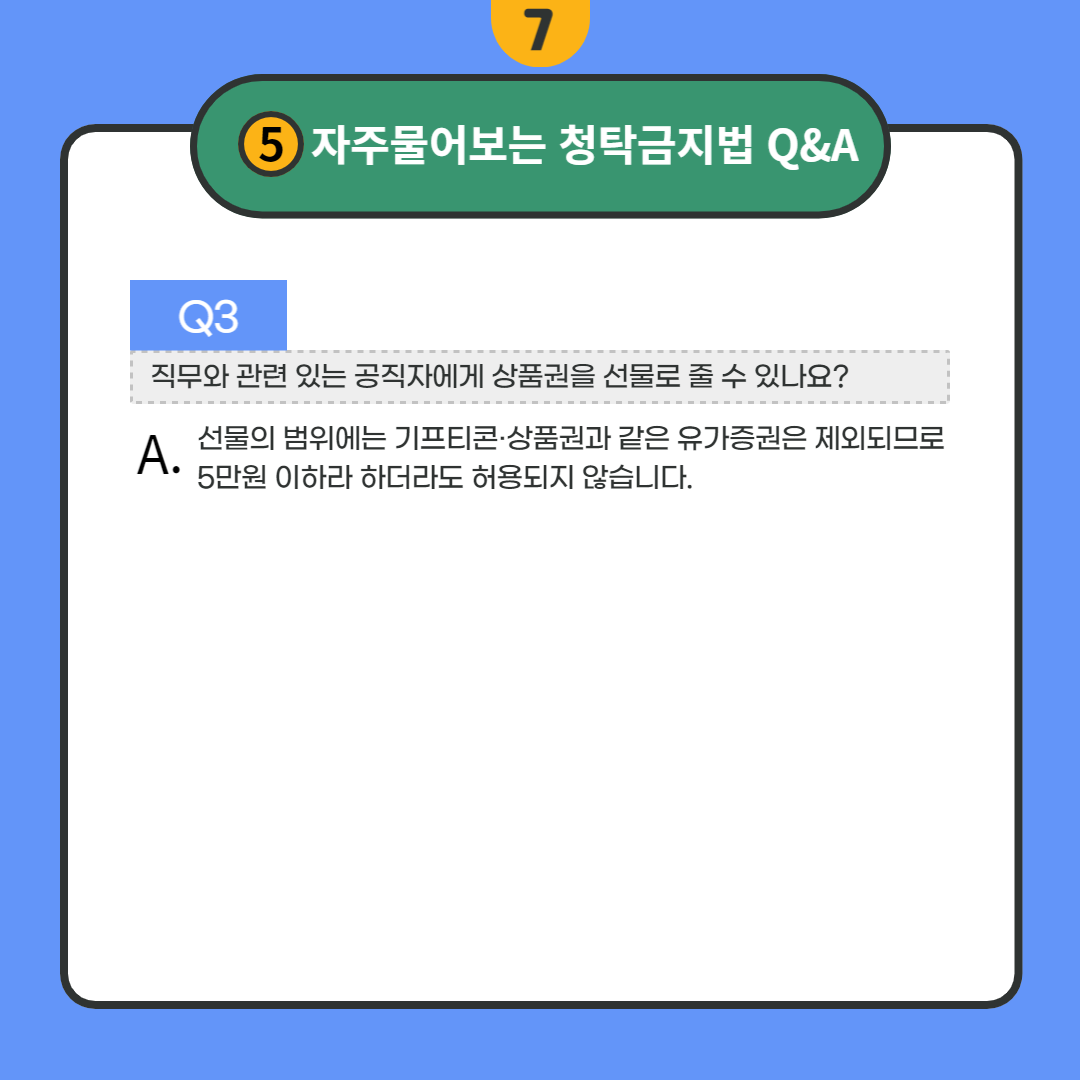 7
5 자주물어보는 청탁금지법 Q&A
Q3
직무와 관련 있는 공직자에게 상품권을 선물로 줄 수 있나요?
A. 선물의 범위에는 기프티콘·상품권과 같은 유가증권은 제외되므로
5만원 이하라 하더라도 허용되지 않습니다.